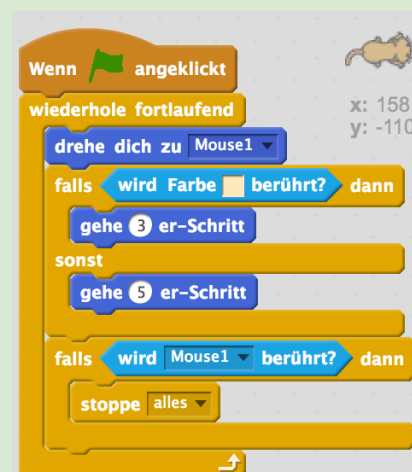 Wenn angeklickt
wiederhole fortlaufend
x: 158
y: -110
drehe dich zu Mouse1
falls wird Farbe berührt? dann
gehe 3 er-Schritt
sonst
gehe 5 er-Schritt
falls wird Mouse1 berührt? dann
stoppe alles